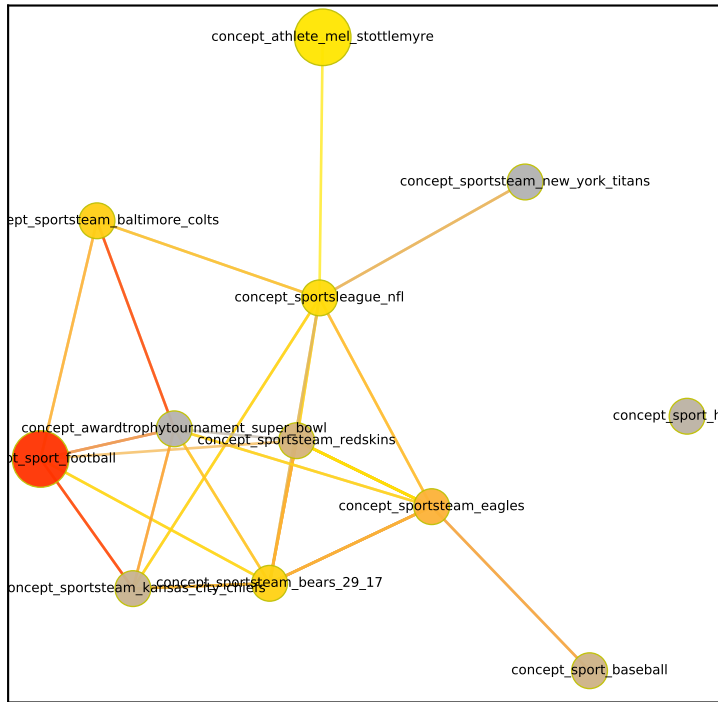 concept_athlete_mel_stottlemyre
concept_sportsteam_new_york_titans
ept_sportsteam_baltimore_colts
concept_sportsleague_nfl
concept_sport_h
concept_awardtrophytournament_super_bowl
concept_sportsteam_redskins
pt_sport_football
concept_sportsteam_eagles
concept_sportsteam_bears_29_17
concept_sportsteam_kansas_city_chiefs
concept_sport_baseball